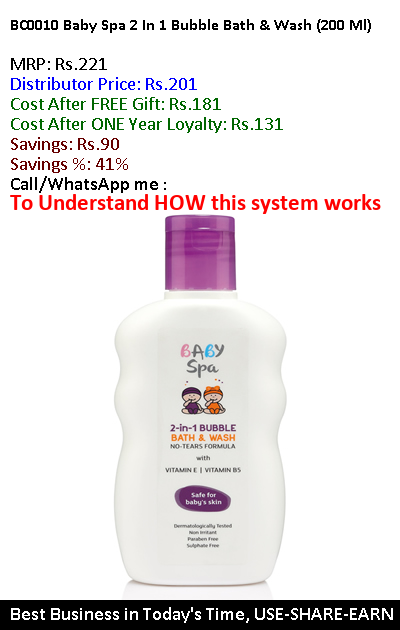 BC0010 Baby Spa 2 In 1 Bubble Bath & Wash (200 Ml)
MRP: Rs.221
Distributor Price: Rs.201
Cost After FREE Gift: Rs.181
Cost After ONE Year Loyalty: Rs.131
Savings: Rs.90
Savings %: 41%
Call/WhatsApp me :
To Understand HOW this system works
BABY
Spa
2-in-1 BUBBLE
BATH & WASH
NO-TEARS FORMULA
with
VITAMIN E | VITAMIN B5
Safe for
baby's skin
Dermatologically Tested
Non Irritant
Paraben Free
Sulphate Free
Best Business in Today's Time, USE-SHARE-EARN